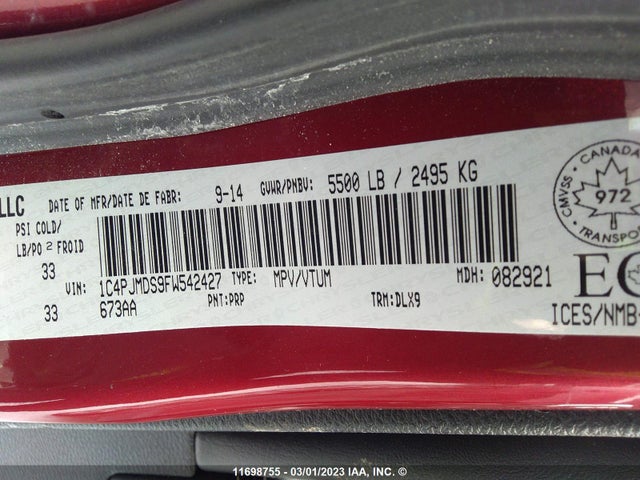 LLC DATE OF MFR/DATE DE FABR: 9-14 GVWR/PNBV: 5500 LB / 2495 KG
PSI COLD/
LB/PO 2 FROID
33
VIN: 1C4PJMDS9FW542427 TYPE: MPV/VTUM MDH: 082921
33 673AA PNT: PRP TRM: DLX9
CANADA
CMVSS
972
TRANSPO
ICES/NMB-
11698755 - 03/01/2023 IAA, INC. ©